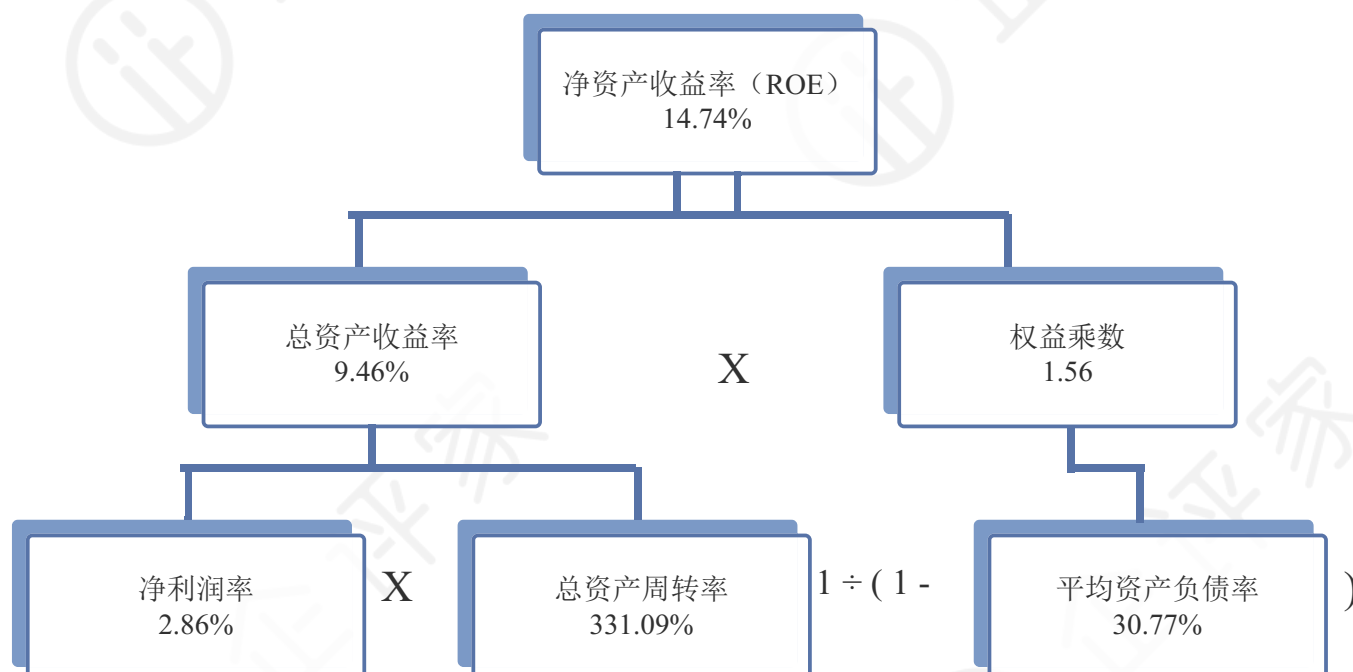 净资产收益率（ROE）
14.74%
总资产收益率
9.46%
X
权益乘数
1.56
净利润率
2.86%
X
总资产周转率
331.09%
1 ÷ ( 1 -
平均资产负债率
30.77%
)